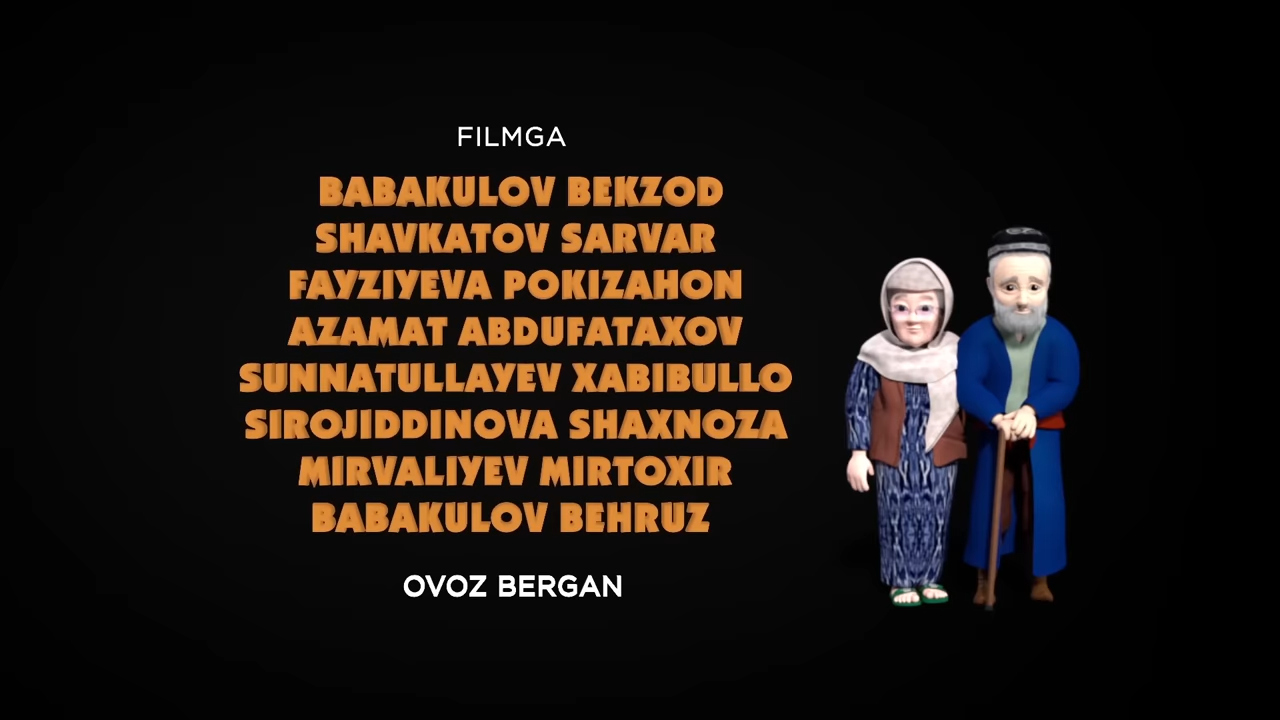 FILMGA
BABAKULOV BEKZOD
SHAVKATOV SARVAR
FAYZIYEVA POKIZAHON
AZAMAT ABDUFATAXOV
SUNNATULLAYEV XABIBULLO
SIROJIDDINOVA SHAXNOZA
MIRVALIYEV MIRTOXIR
BABAKULOV BEHRUZ
OVOZ BERGAN